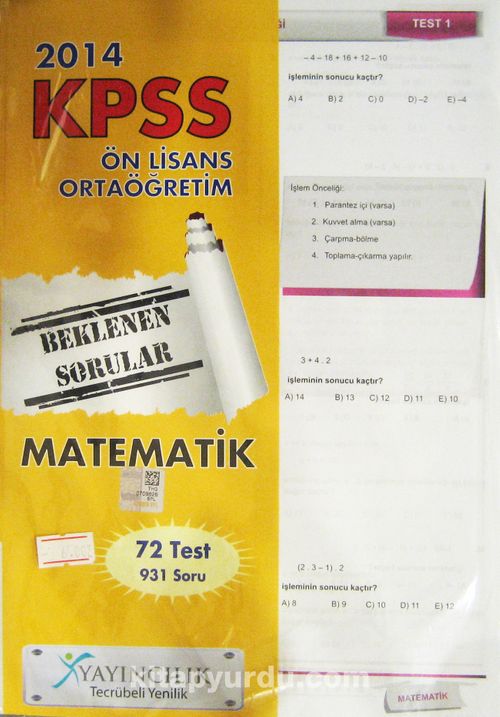 2014
KPSS
ÖN LİSANS
ORTAÖĞRETİM
BEKLENEN
SORULAR
MATEMATİK
72 Test
931 Soru
YAYINCILIK
Tecrübeli Yenilik
TEST 1
– 4 – 18 + 16 + 12 – 10
işleminin sonucu kaçtır?
A) 4 B) 2 C) 0 D) –2 E) –4
İşlem Önceliği:
1. Parantez içi (varsa)
2. Kuvvet alma (varsa)
3. Çarpma-bölme
4. Toplama-çıkarma yapılır.
3 + 4 . 2
işleminin sonucu kaçtır?
A) 14 B) 13 C) 12 D) 11 E) 10
(2 . 3 – 1) . 2
işleminin sonucu kaçtır?
A) 8 B) 9 C) 10 D) 11 E) 12
MATEMATİK
kitapyurdu.com